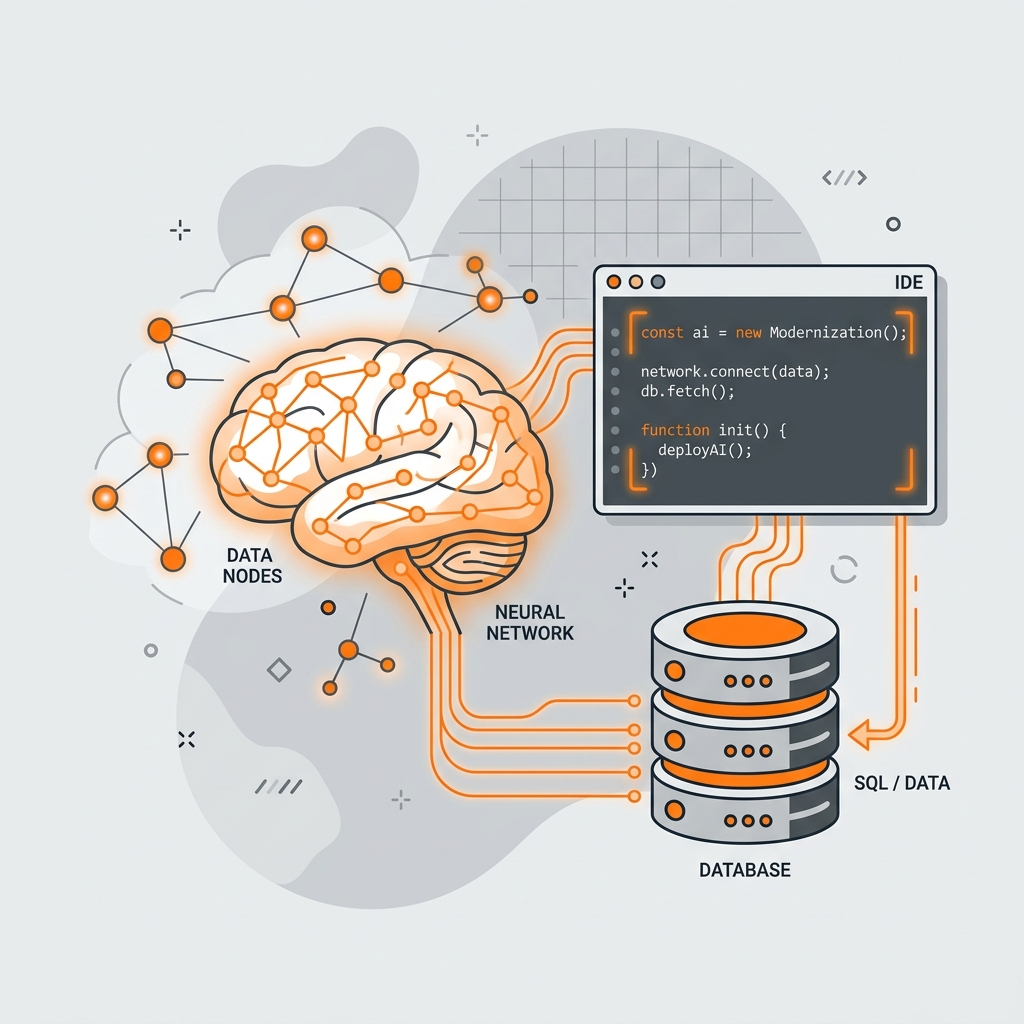 IDE
const ai = new Modernization();
network.connect(data);
db.fetch();
function init() {
  deployAI();
})
DATA
NODES
NEURAL
NETWORK
SQL / DATA
DATABASE